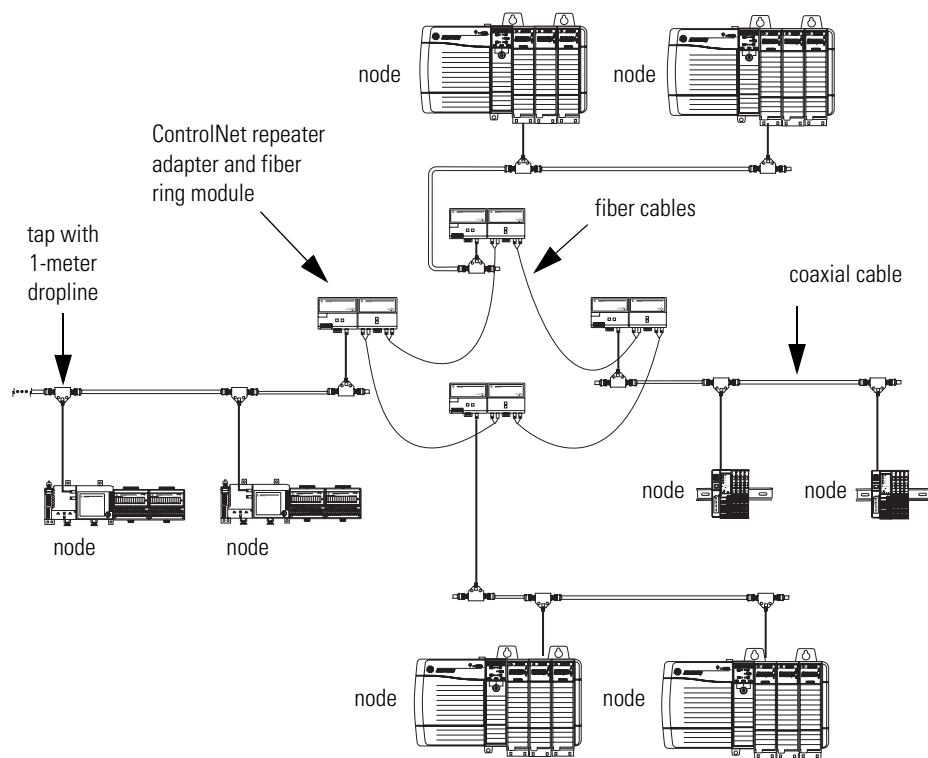 node
node
ControlNet repeater
adapter and fiber
ring module
fiber cables
tap with
1-meter
dropline
coaxial cable
node
node
node
node
node
node